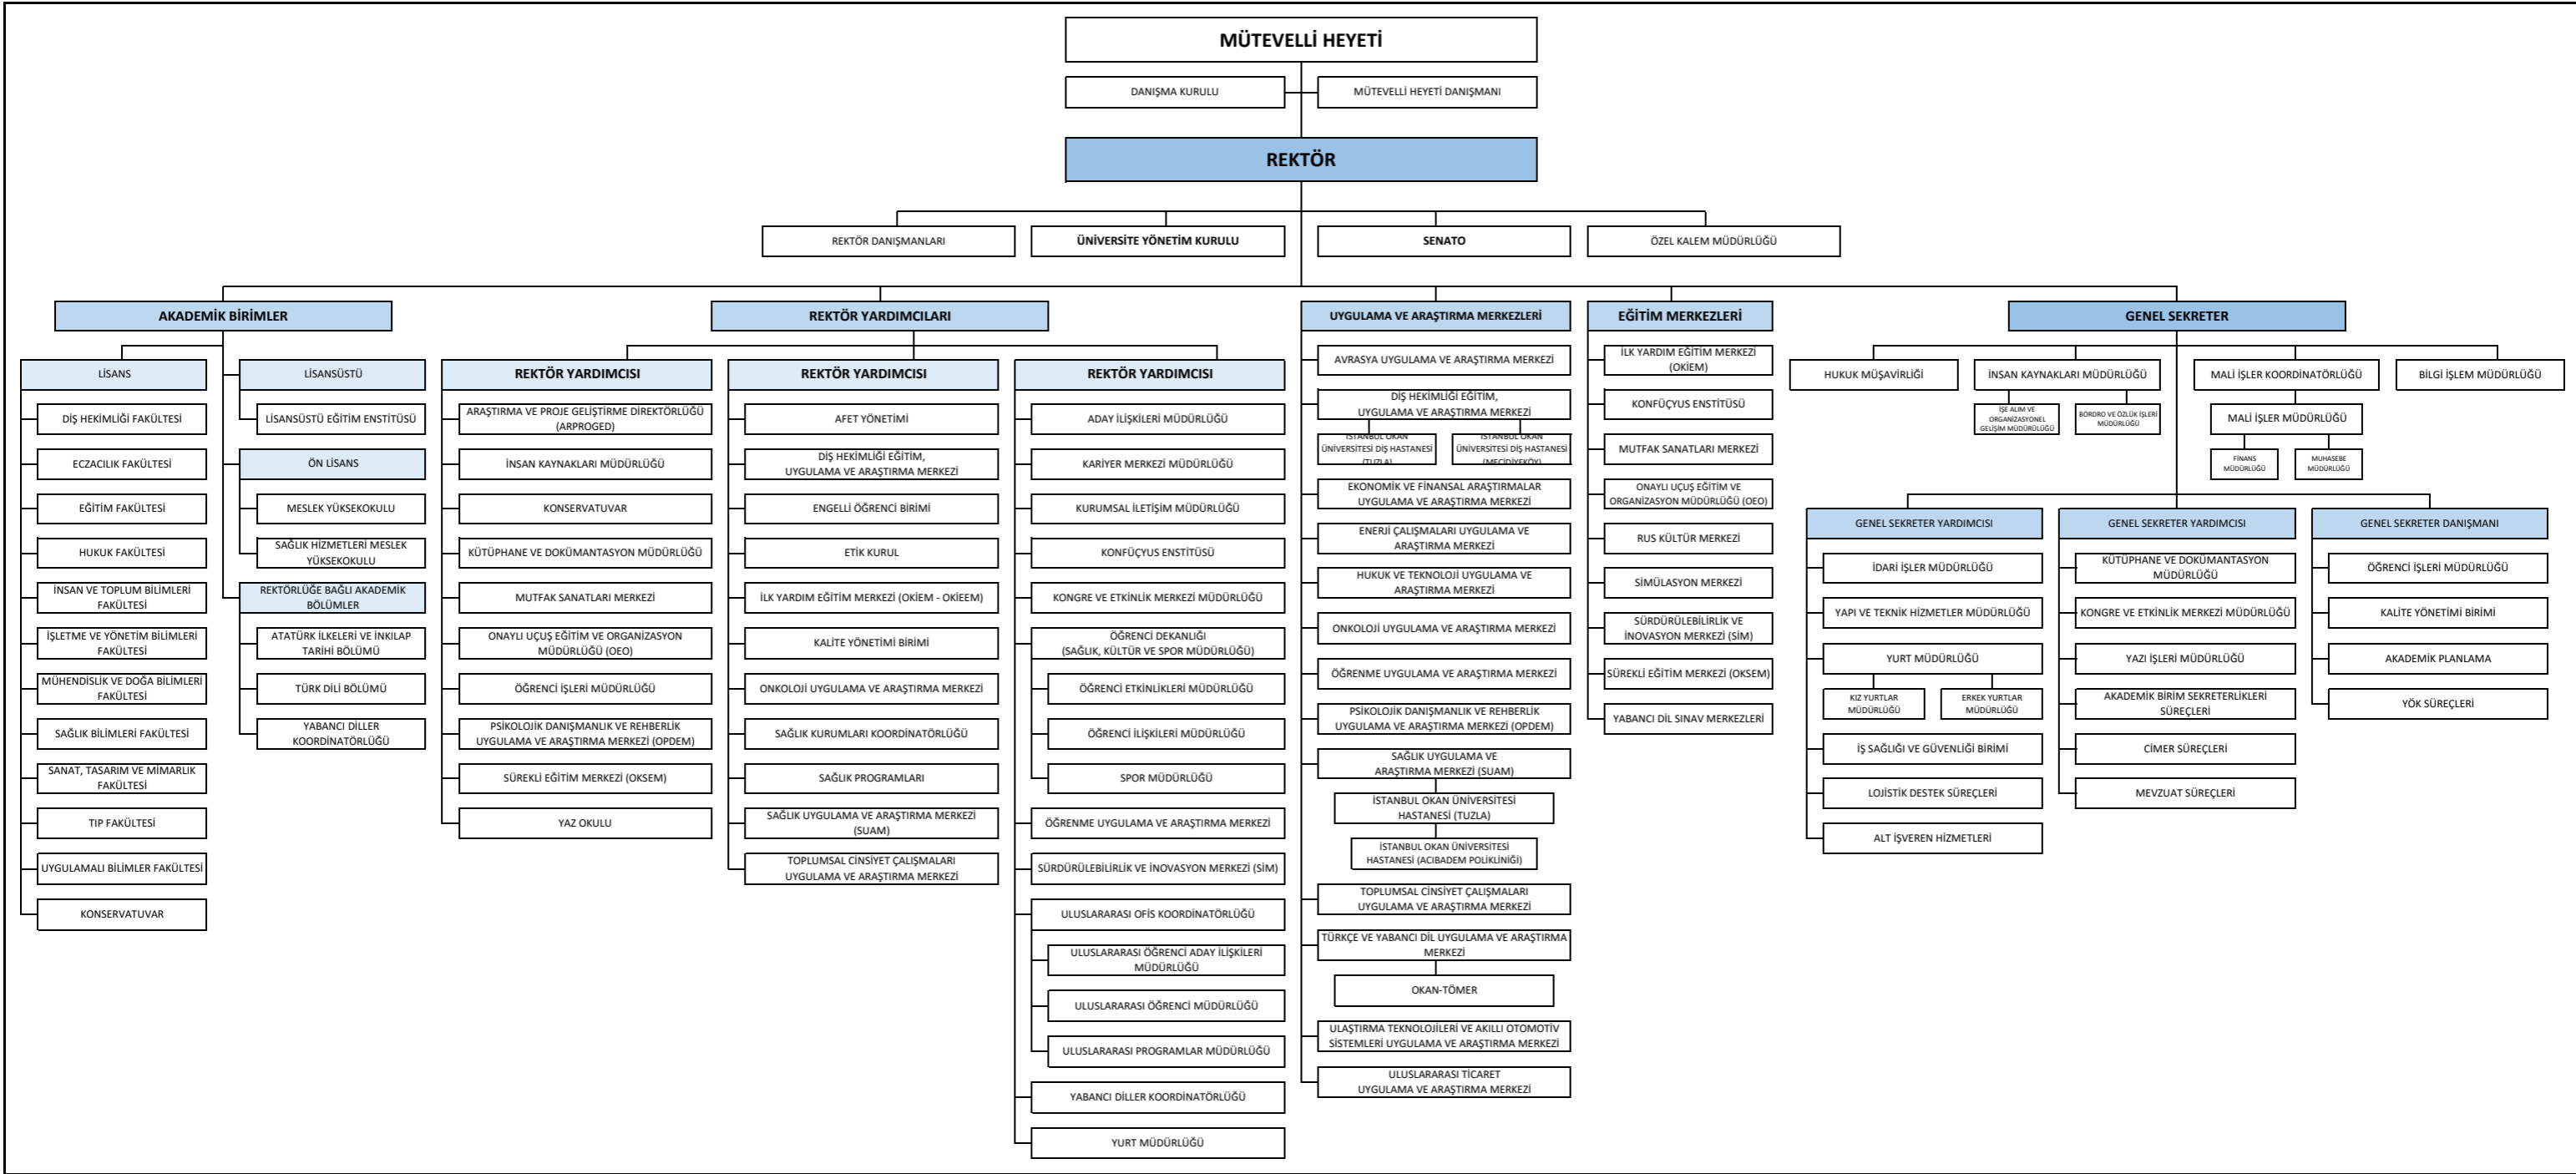 MÜTEVELLİ HEYETİ
DANIŞMA KURULU
MÜTEVELLİ HEYETİ DANIŞMANI
REKTÖR
REKTÖR DANIŞMANLARI
ÜNİVERSİTE YÖNETİM KURULU
SENATO
ÖZEL KALEM MÜDÜRLÜĞÜ
AKADEMİK BİRİMLER
LİSANS
DİŞ HEKİMLİĞİ FAKÜLTESİ
ECZACILIK FAKÜLTESİ
EĞİTİM FAKÜLTESİ
HUKUK FAKÜLTESİ
İNSAN VE TOPLUM BİLİMLERİ
FAKÜLTESİ
İŞLETME VE YÖNETİM BİLİMLERİ
FAKÜLTESİ
MÜHENDİSLİK VE DOĞA BİLİMLERİ
FAKÜLTESİ
SAĞLIK BİLİMLERİ FAKÜLTESİ
SANAT, TASARIM VE MİMARLIK
FAKÜLTESİ
TIP FAKÜLTESİ
UYGULAMALI BİLİMLER FAKÜLTESİ
KONSERVATUVAR
LİSANSÜSTÜ
LİSANSÜSTÜ EĞİTİM ENSTİTÜSÜ
ÖN LİSANS
MESLEK YÜKSEKOKULU
SAĞLIK HİZMETLERİ MESLEK
YÜKSEKOKULU
REKTÖRLÜĞE BAĞLI AKADEMİK
BÖLÜMLER
ATATÜRK İLKELERİ VE İNKILAP
TARİHİ BÖLÜMÜ
TÜRK DİLİ BÖLÜMÜ
YABANCI DİLLER
KOORDİNATÖRLÜĞÜ
REKTÖR YARDIMCILARI
REKTÖR YARDIMCISI
ARAŞTIRMA VE PROJE GELİŞTİRME DİREKTÖRLÜĞÜ
(ARPROGED)
İNSAN KAYNAKLARI MÜDÜRLÜĞÜ
KONSERVATUVAR
KÜTÜPHANE VE DOKÜMANTASYON MÜDÜRLÜĞÜ
MUTFAK SANATLARI MERKEZİ
ONAYLI UÇUŞ EĞİTİM VE ORGANİZASYON
MÜDÜRLÜĞÜ (OEO)
ÖĞRENCİ İŞLERİ MÜDÜRLÜĞÜ
PSİKOLOJİK DANIŞMANLIK VE REHBERLİK
UYGULAMA VE ARAŞTIRMA MERKEZİ (OPDEM)
SÜREKLİ EĞİTİM MERKEZİ (OKSEM)
YAZ OKULU
REKTÖR YARDIMCISI
AFET YÖNETİMİ
DİŞ HEKİMLİĞİ EĞİTİM,
UYGULAMA VE ARAŞTIRMA MERKEZİ
ENGELLİ ÖĞRENCİ BİRİMİ
ETİK KURUL
İLK YARDIM EĞİTİM MERKEZİ (OKİEM - OKİEEM)
KALİTE YÖNETİMİ BİRİMİ
ONKOLOJİ UYGULAMA VE ARAŞTIRMA MERKEZİ
SAĞLIK KURUMLARI KOORDİNATÖRLÜĞÜ
SAĞLIK PROGRAMLARI
SAĞLIK UYGULAMA VE ARAŞTIRMA MERKEZİ
(SUAM)
TOPLUMSAL CİNSİYET ÇALIŞMALARI
UYGULAMA VE ARAŞTIRMA MERKEZİ
REKTÖR YARDIMCISI
ADAY İLİŞKİLERİ MÜDÜRLÜĞÜ
KARİYER MERKEZİ MÜDÜRLÜĞÜ
KURUMSAL İLETİŞİM MÜDÜRLÜĞÜ
KONFÜÇYUS ENSTİTÜSÜ
KONGRE VE ETKİNLİK MERKEZİ MÜDÜRLÜĞÜ
ÖĞRENCİ DEKANLIĞI
(SAĞLIK, KÜLTÜR VE SPOR MÜDÜRLÜĞÜ)
ÖĞRENCİ ETKİNLİKLERİ MÜDÜRLÜĞÜ
ÖĞRENCİ İLİŞKİLERİ MÜDÜRLÜĞÜ
SPOR MÜDÜRLÜĞÜ
ÖĞRENME UYGULAMA VE ARAŞTIRMA MERKEZİ
SÜRDÜRÜLEBİLİRLİK VE İNOVASYON MERKEZİ (SİM)
ULUSLARARASI OFİS KOORDİNATÖRLÜĞÜ
ULUSLARARASI ÖĞRENCİ ADAY İLİŞKİLERİ
MÜDÜRLÜĞÜ
ULUSLARARASI ÖĞRENCİ MÜDÜRLÜĞÜ
ULUSLARARASI PROGRAMLAR MÜDÜRLÜĞÜ
YABANCI DİLLER KOORDİNATÖRLÜĞÜ
YURT MÜDÜRLÜĞÜ
UYGULAMA VE ARAŞTIRMA MERKEZLERİ
AVRASYA UYGULAMA VE ARAŞTIRMA MERKEZİ
DİŞ HEKİMLİĞİ EĞİTİM,
UYGULAMA VE ARAŞTIRMA MERKEZİ
İSTANBUL OKAN
ÜNİVERSİTESİ DİŞ HASTANESİ
(TUZLA)
İSTANBUL OKAN
ÜNİVERSİTESİ DİŞ HASTANESİ
(MECİDİYEKÖY)
EKONOMİK VE FİNANSAL ARAŞTIRMALAR
UYGULAMA VE ARAŞTIRMA MERKEZİ
ENERJİ ÇALIŞMALARI UYGULAMA VE
ARAŞTIRMA MERKEZİ
HUKUK VE TEKNOLOJİ UYGULAMA VE
ARAŞTIRMA MERKEZİ
ONKOLOJİ UYGULAMA VE ARAŞTIRMA MERKEZİ
ÖĞRENME UYGULAMA VE ARAŞTIRMA MERKEZİ
PSİKOLOJİK DANIŞMANLIK VE REHBERLİK
UYGULAMA VE ARAŞTIRMA MERKEZİ (OPDEM)
SAĞLIK UYGULAMA VE
ARAŞTIRMA MERKEZİ (SUAM)
İSTANBUL OKAN ÜNİVERSİTESİ
HASTANESİ (TUZLA)
İSTANBUL OKAN ÜNİVERSİTESİ
HASTANESİ (ACIBADEM POLİKLİNİĞİ)
TOPLUMSAL CİNSİYET ÇALIŞMALARI
UYGULAMA VE ARAŞTIRMA MERKEZİ
TÜRKÇE VE YABANCI DİL UYGULAMA VE ARAŞTIRMA
MERKEZİ
OKAN-TÖMER
ULAŞTIRMA TEKNOLOJİLERİ VE AKILLI OTOMOTİV
SİSTEMLERİ UYGULAMA VE ARAŞTIRMA MERKEZİ
ULUSLARARASI TİCARET
UYGULAMA VE ARAŞTIRMA MERKEZİ
EĞİTİM MERKEZLERİ
İLK YARDIM EĞİTİM MERKEZİ
(OKİEM)
KONFÜÇYUS ENSTİTÜSÜ
MUTFAK SANATLARI MERKEZİ
ONAYLI UÇUŞ EĞİTİM VE
ORGANİZASYON MÜDÜRLÜĞÜ (OEO)
RUS KÜLTÜR MERKEZİ
SİMÜLASYON MERKEZİ
SÜRDÜRÜLEBİLİRLİK VE
İNOVASYON MERKEZİ (SİM)
SÜREKLİ EĞİTİM MERKEZİ (OKSEM)
YABANCI DİL SINAV MERKEZLERİ
GENEL SEKRETER
HUKUK MÜŞAVİRLİĞİ
İNSAN KAYNAKLARI MÜDÜRLÜĞÜ
İŞE ALIM VE
ORGANİZASYONEL
GELİŞİM MÜDÜRÜLÜĞÜ
BORDRO VE ÖZLÜK İŞLERİ
MÜDÜRLÜĞÜ
MALİ İŞLER KOORDİNATÖRLÜĞÜ
MALİ İŞLER MÜDÜRLÜĞÜ
FİNANS
MÜDÜRLÜĞÜ
MUHASEBE
MÜDÜRLÜĞÜ
BİLGİ İŞLEM MÜDÜRLÜĞÜ
GENEL SEKRETER YARDIMCISI
İDARİ İŞLER MÜDÜRLÜĞÜ
YAPI VE TEKNİK HİZMETLER MÜDÜRLÜĞÜ
YURT MÜDÜRLÜĞÜ
KIZ YURTLAR
MÜDÜRLÜĞÜ
ERKEK YURTLAR
MÜDÜRLÜĞÜ
İŞ SAĞLIĞI VE GÜVENLİĞİ BİRİMİ
LOJİSTİK DESTEK SÜREÇLERİ
ALT İŞVEREN HİZMETLERİ
GENEL SEKRETER YARDIMCISI
KÜTÜPHANE VE DOKÜMANTASYON
MÜDÜRLÜĞÜ
KONGRE VE ETKİNLİK MERKEZİ MÜDÜRLÜĞÜ
YAZI İŞLERİ MÜDÜRLÜĞÜ
AKADEMİK BİRİM SEKRETERLİKLERİ
SÜREÇLERİ
CİMER SÜREÇLERİ
MEVZUAT SÜREÇLERİ
GENEL SEKRETER DANIŞMANI
ÖĞRENCİ İŞLERİ MÜDÜRLÜĞÜ
KALİTE YÖNETİMİ BİRİMİ
AKADEMİK PLANLAMA
YÖK SÜREÇLERİ